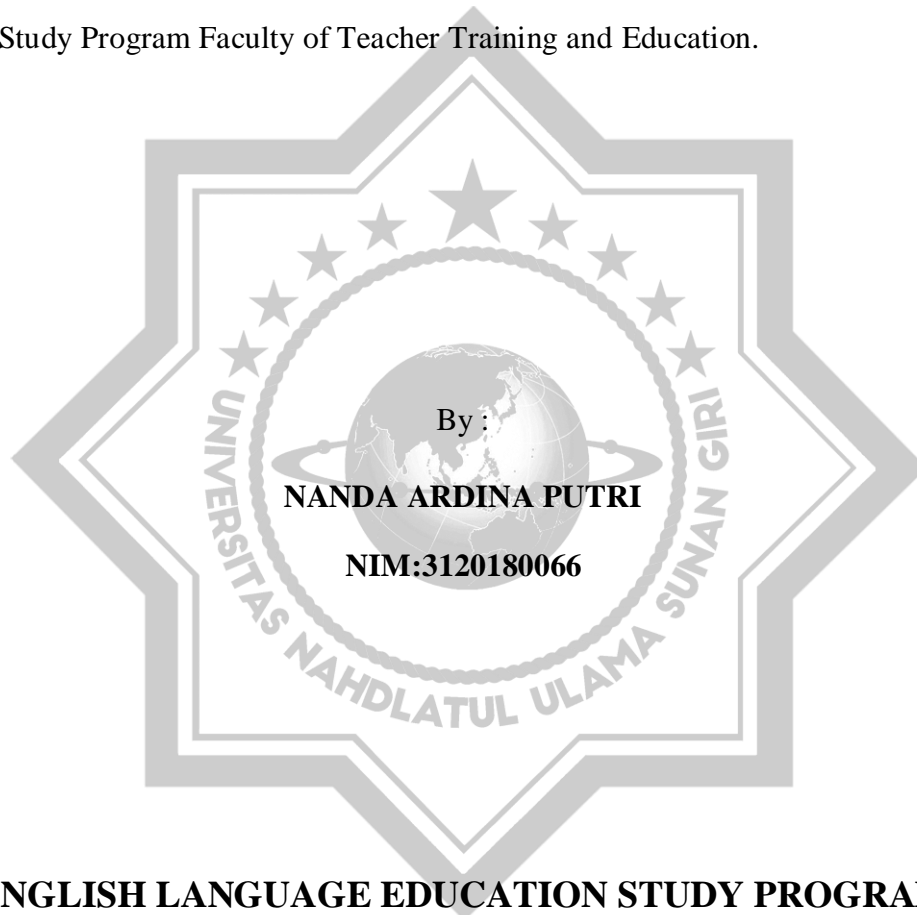 Study Program Faculty of Teacher Training and Education.
By :
NANDA ARDINA PUTRI
NIM:3120180066
UNIVERSITAS NAHDLATUL ULAMA SUNAN GIRI
NGLISH LANGUAGE EDUCATION STUDY PROGRA